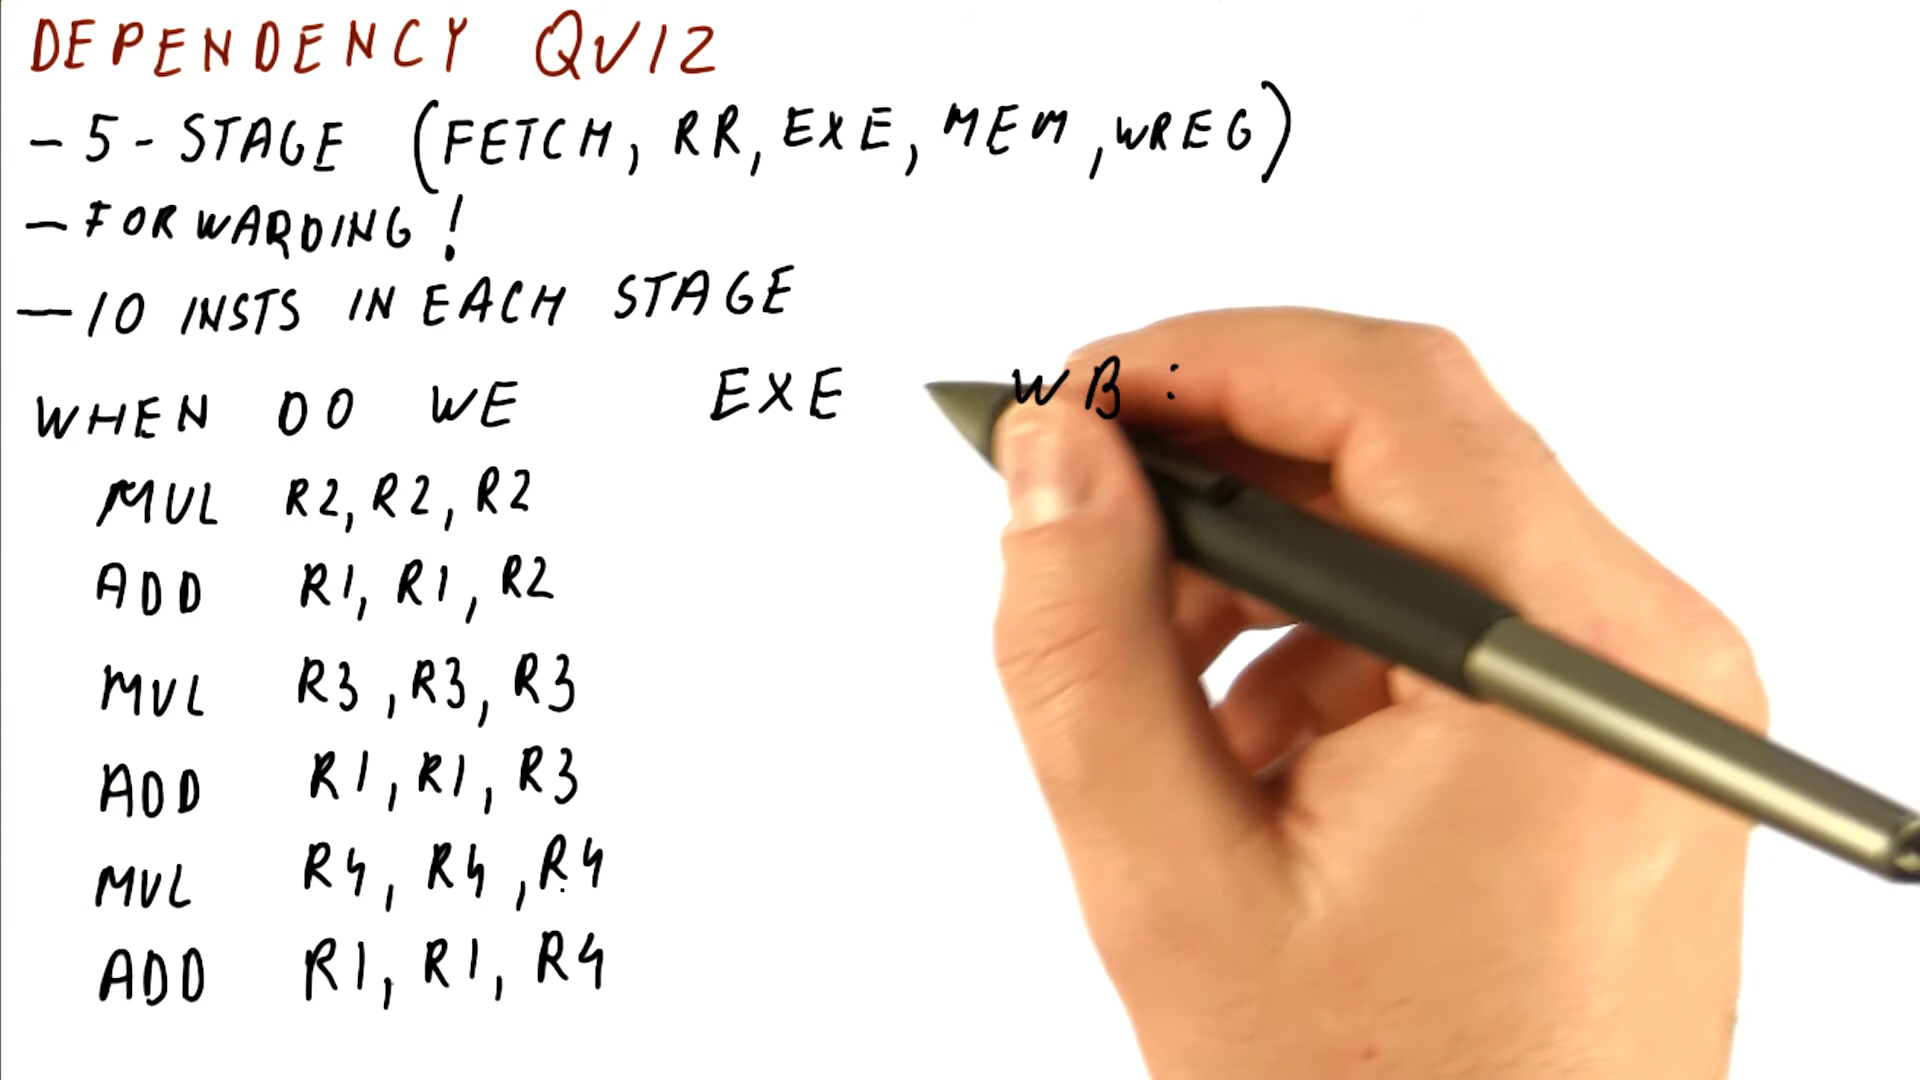 DEPENDENCY QUIZ
- 5 - STAGE (FETCH, RR, EXE, MEM, WREG)
- FORWARDING!
- 10 INSTS IN EACH STAGE
WHEN DO WE EXE WB:
MUL R2, R2, R2
ADD R1, R1, R2
MUL R3, R3, R3
ADD R1, R1, R3
MUL R4, R4, R4
ADD R1, R1, R4